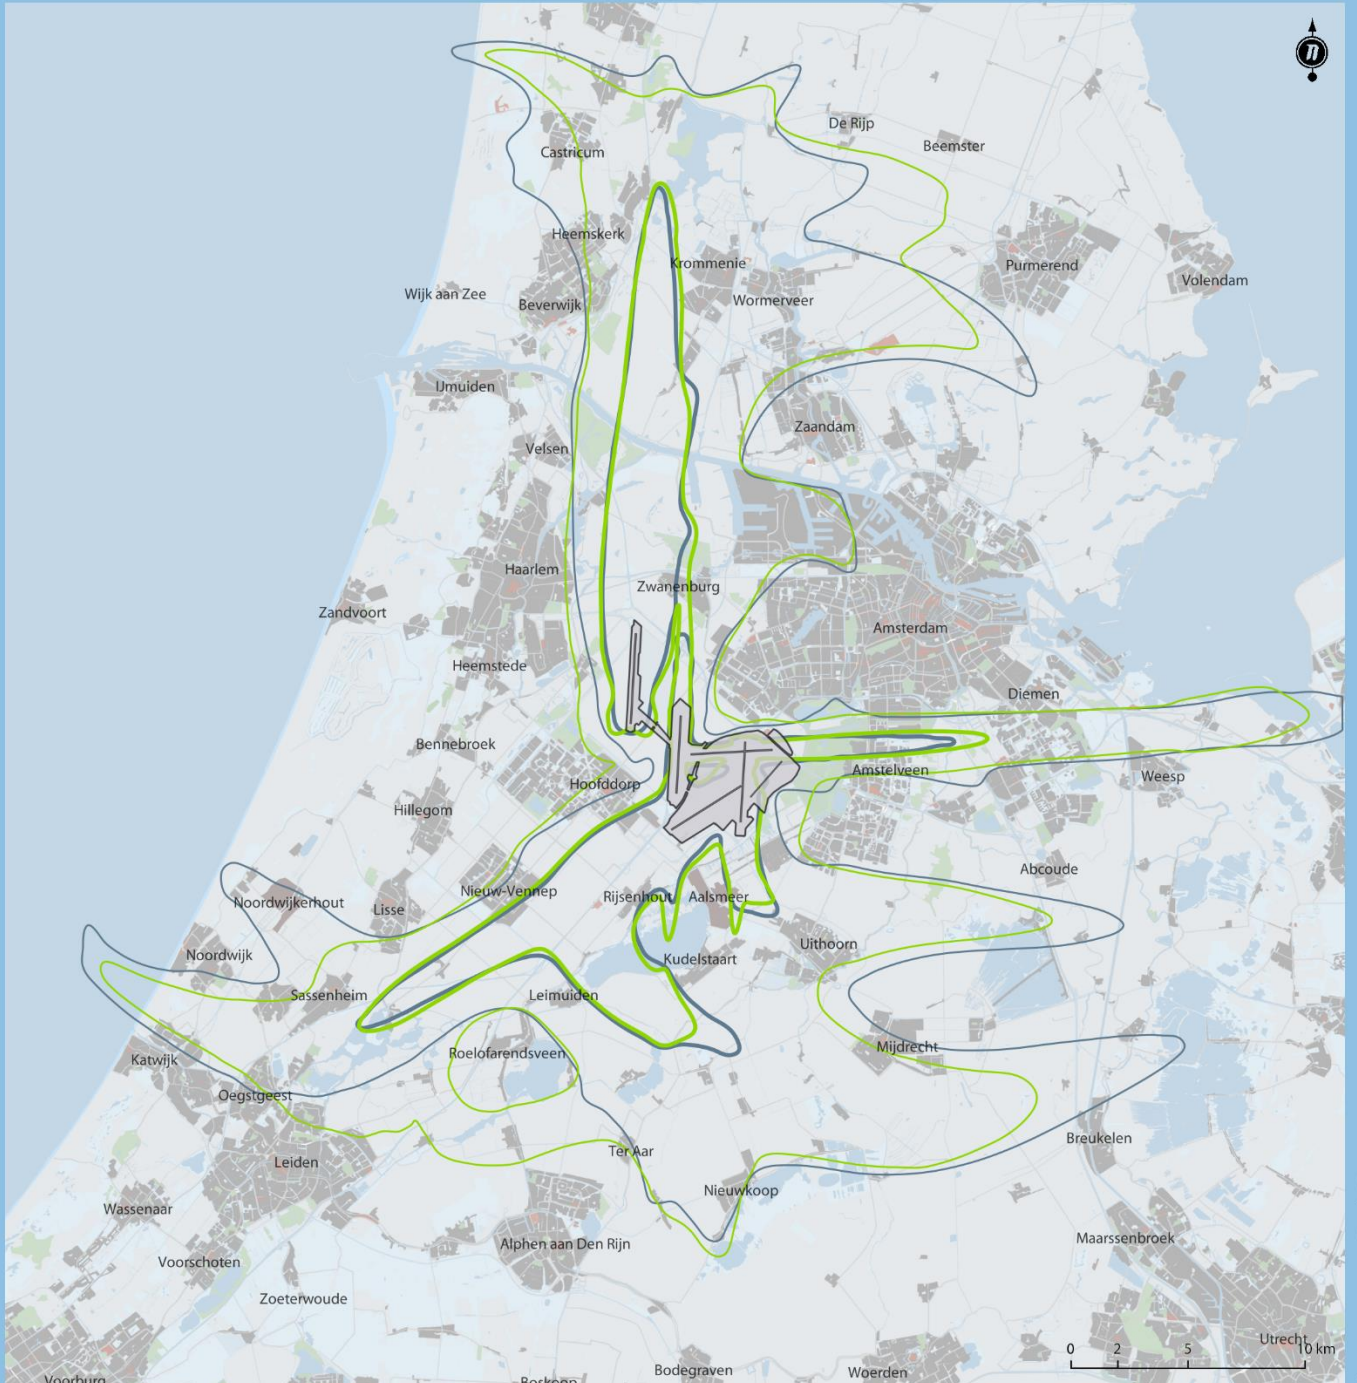 n
De Rijp
Beemster
Castricum
Heemskerk
Krommenie
Purmerend
Volendam
Wijk aan Zee
Beverwijk
Wormerveer
IJmuiden
Zaandam
Velsen
Haarlem
Zwanenburg
Zandvoort
Amsterdam
Heemstede
Diemen
Bennebroek
Hoofddorp
Amstelveen
Weesp
Hillegom
Abcoude
Nieuw-Vennep
Rijsenhout
Aalsmeer
Noordwijkerhout
Lisse
Uithoorn
Noordwijk
Kudelstaart
Sassenheim
Leimuiden
Katwijk
Roelofarendsveen
Mijdrecht
Oegstgeest
Breukelen
Ter Aar
Leiden
Nieuwkoop
Wassenaar
Maarssenbroek
Alphen aan Den Rijn
Voorschoten
Zoeterwoude
Utrecht
0 2 5 10 km
Bodegraven
Woerden
Voorburg
Boskoop